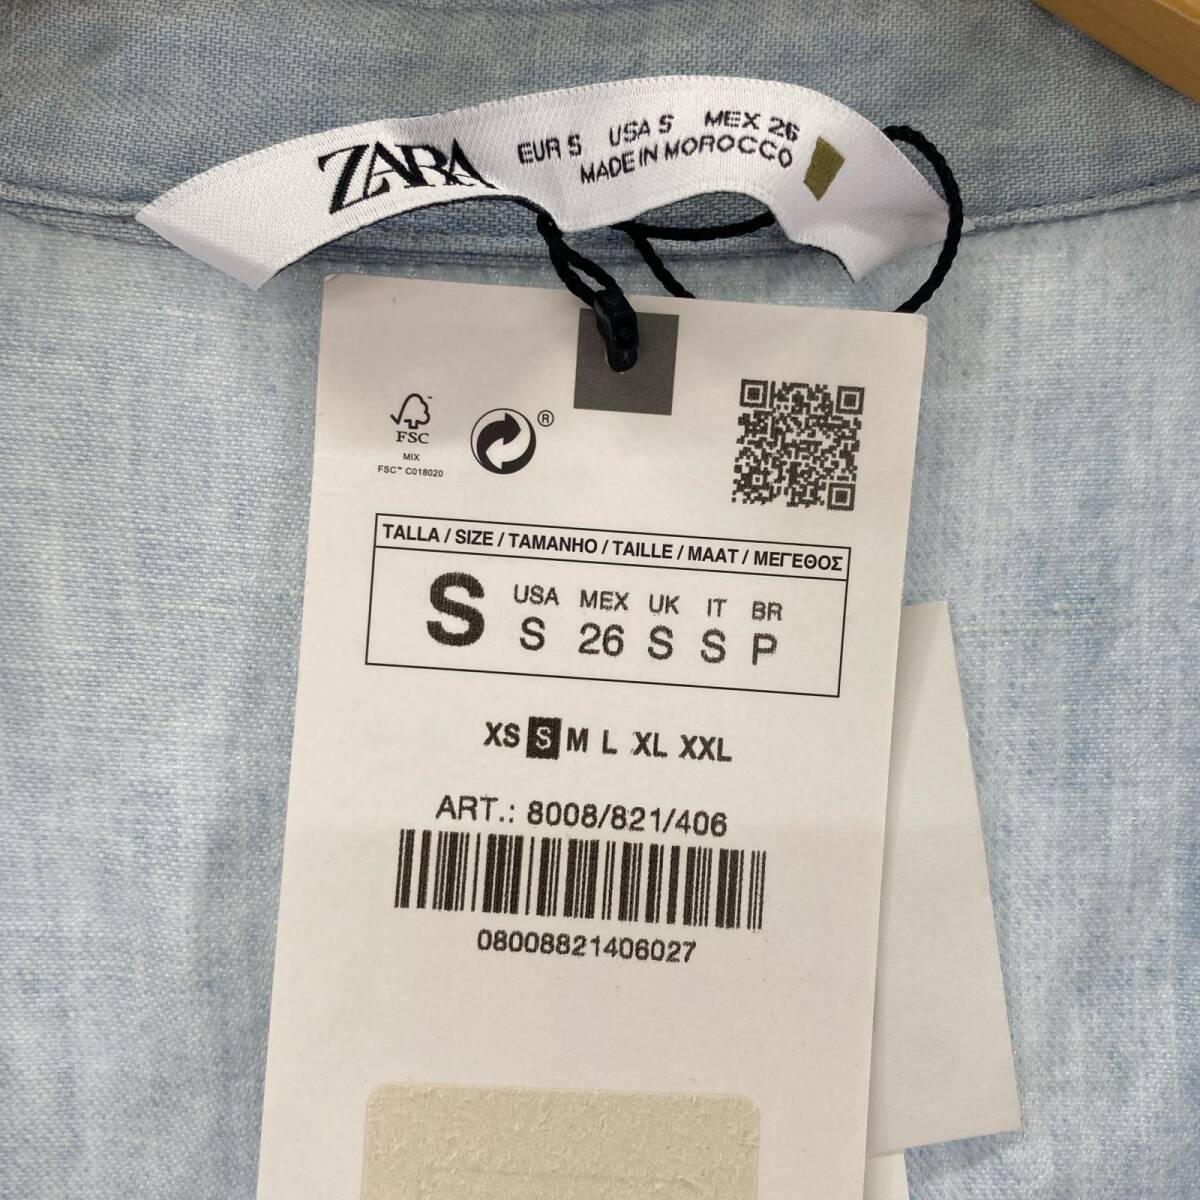 ZARA
EUR S USA S MEX 26
MADE IN MOROCCO
FSC
MIX
FSC™ C018020
®
TALLA / SIZE / TAMANHO / TAILLE / MAAT / ΜΕΓΕΘΟΣ
S
USA MEX UK IT BR
S 26 S S P
XS S M L XL XXL
ART.: 8008/821/406
08008821406027